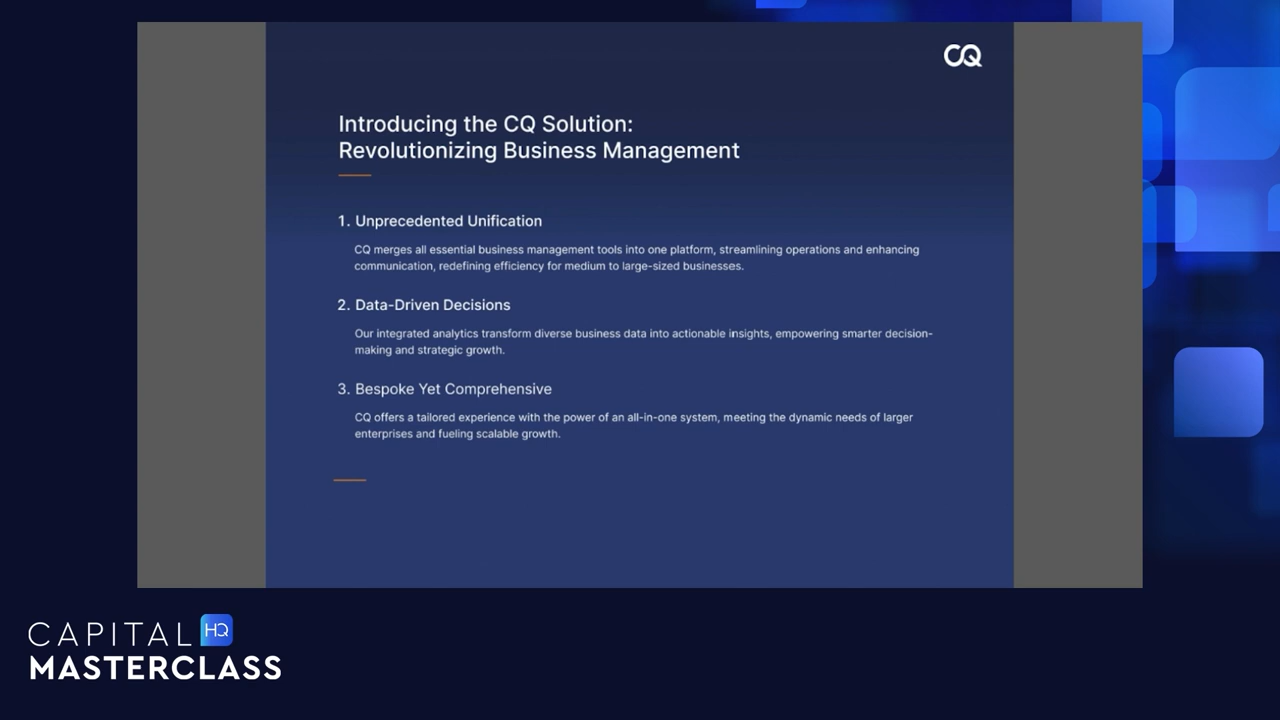 CQ
Introducing the CQ Solution:
Revolutionizing Business Management
1. Unprecedented Unification
CQ merges all essential business management tools into one platform, streamlining operations and enhancing
communication, redefining efficiency for medium to large-sized businesses.
2. Data-Driven Decisions
Our integrated analytics transform diverse business data into actionable insights, empowering smarter decision-
making and strategic growth.
3. Bespoke Yet Comprehensive
CQ offers a tailored experience with the power of an all-in-one system, meeting the dynamic needs of larger
enterprises and fueling scalable growth.
CAPITAL HQ
MASTERCLASS